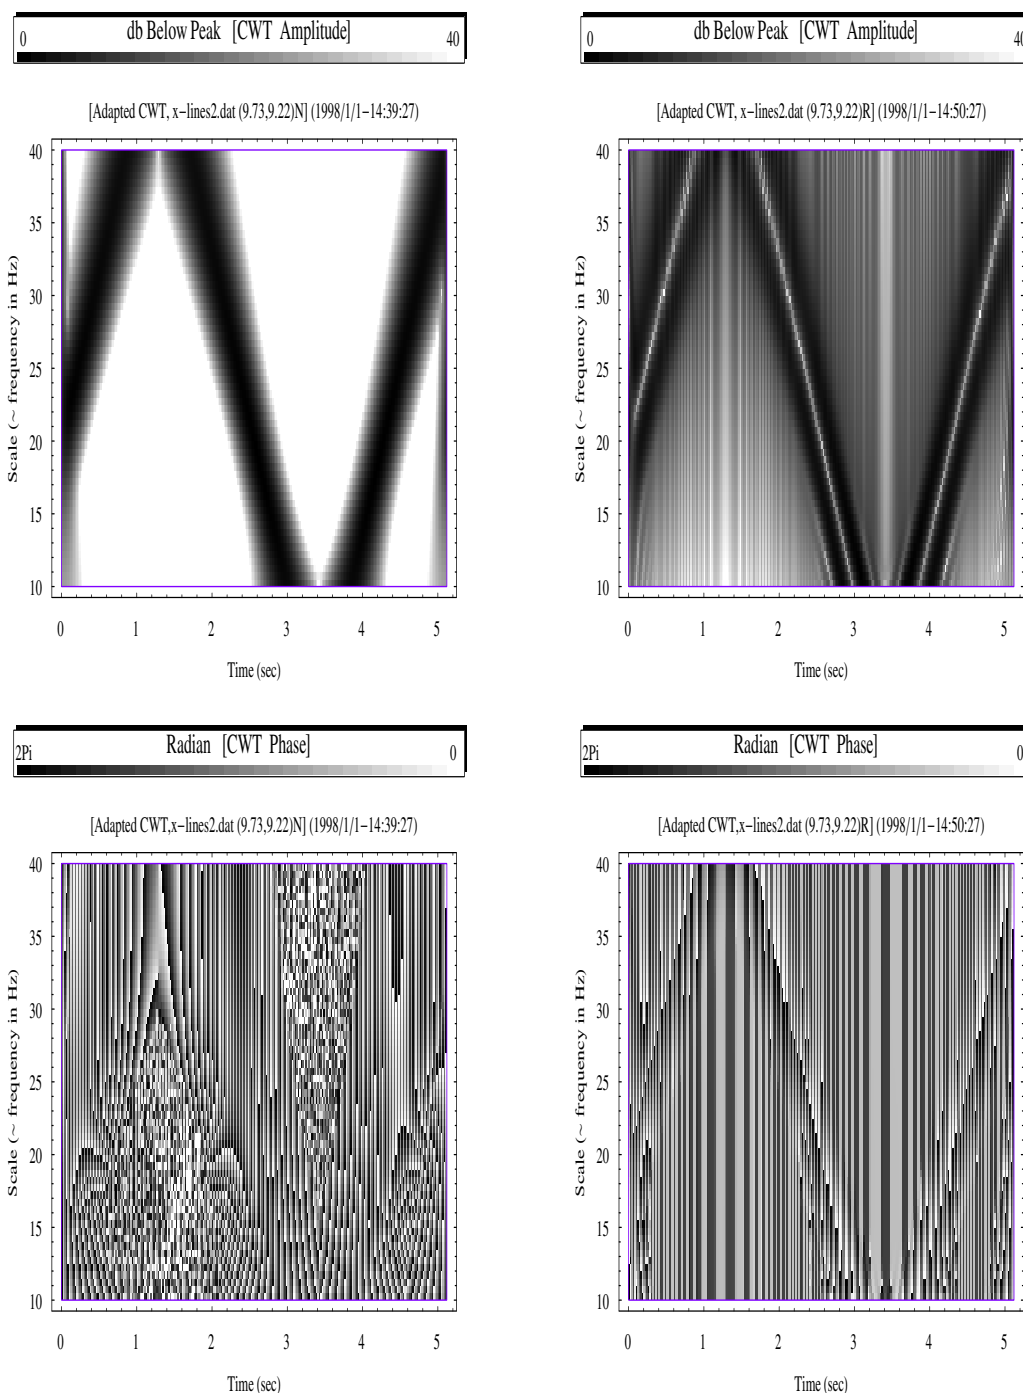 db Below Peak [CWT Amplitude]
0 40
[Adapted CWT, x−lines2.dat (9.73,9.22)N] (1998/1/1−14:39:27)
40
35
30
25
20
15
10
Scale (~ frequency in Hz)
0 1 2 3 4 5
Time (sec)
db Below Peak [CWT Amplitude]
0 40
[Adapted CWT, x−lines2.dat (9.73,9.22)R] (1998/1/1−14:50:27)
40
35
30
25
20
15
10
Scale (~ frequency in Hz)
0 1 2 3 4 5
Time (sec)
Radian [CWT Phase]
2Pi 0
[Adapted CWT,x−lines2.dat (9.73,9.22)N] (1998/1/1−14:39:27)
40
35
30
25
20
15
10
Scale (~ frequency in Hz)
0 1 2 3 4 5
Time (sec)
Radian [CWT Phase]
2Pi 0
[Adapted CWT,x−lines2.dat (9.73,9.22)R] (1998/1/1−14:50:27)
40
35
30
25
20
15
10
Scale (~ frequency in Hz)
0 1 2 3 4 5
Time (sec)